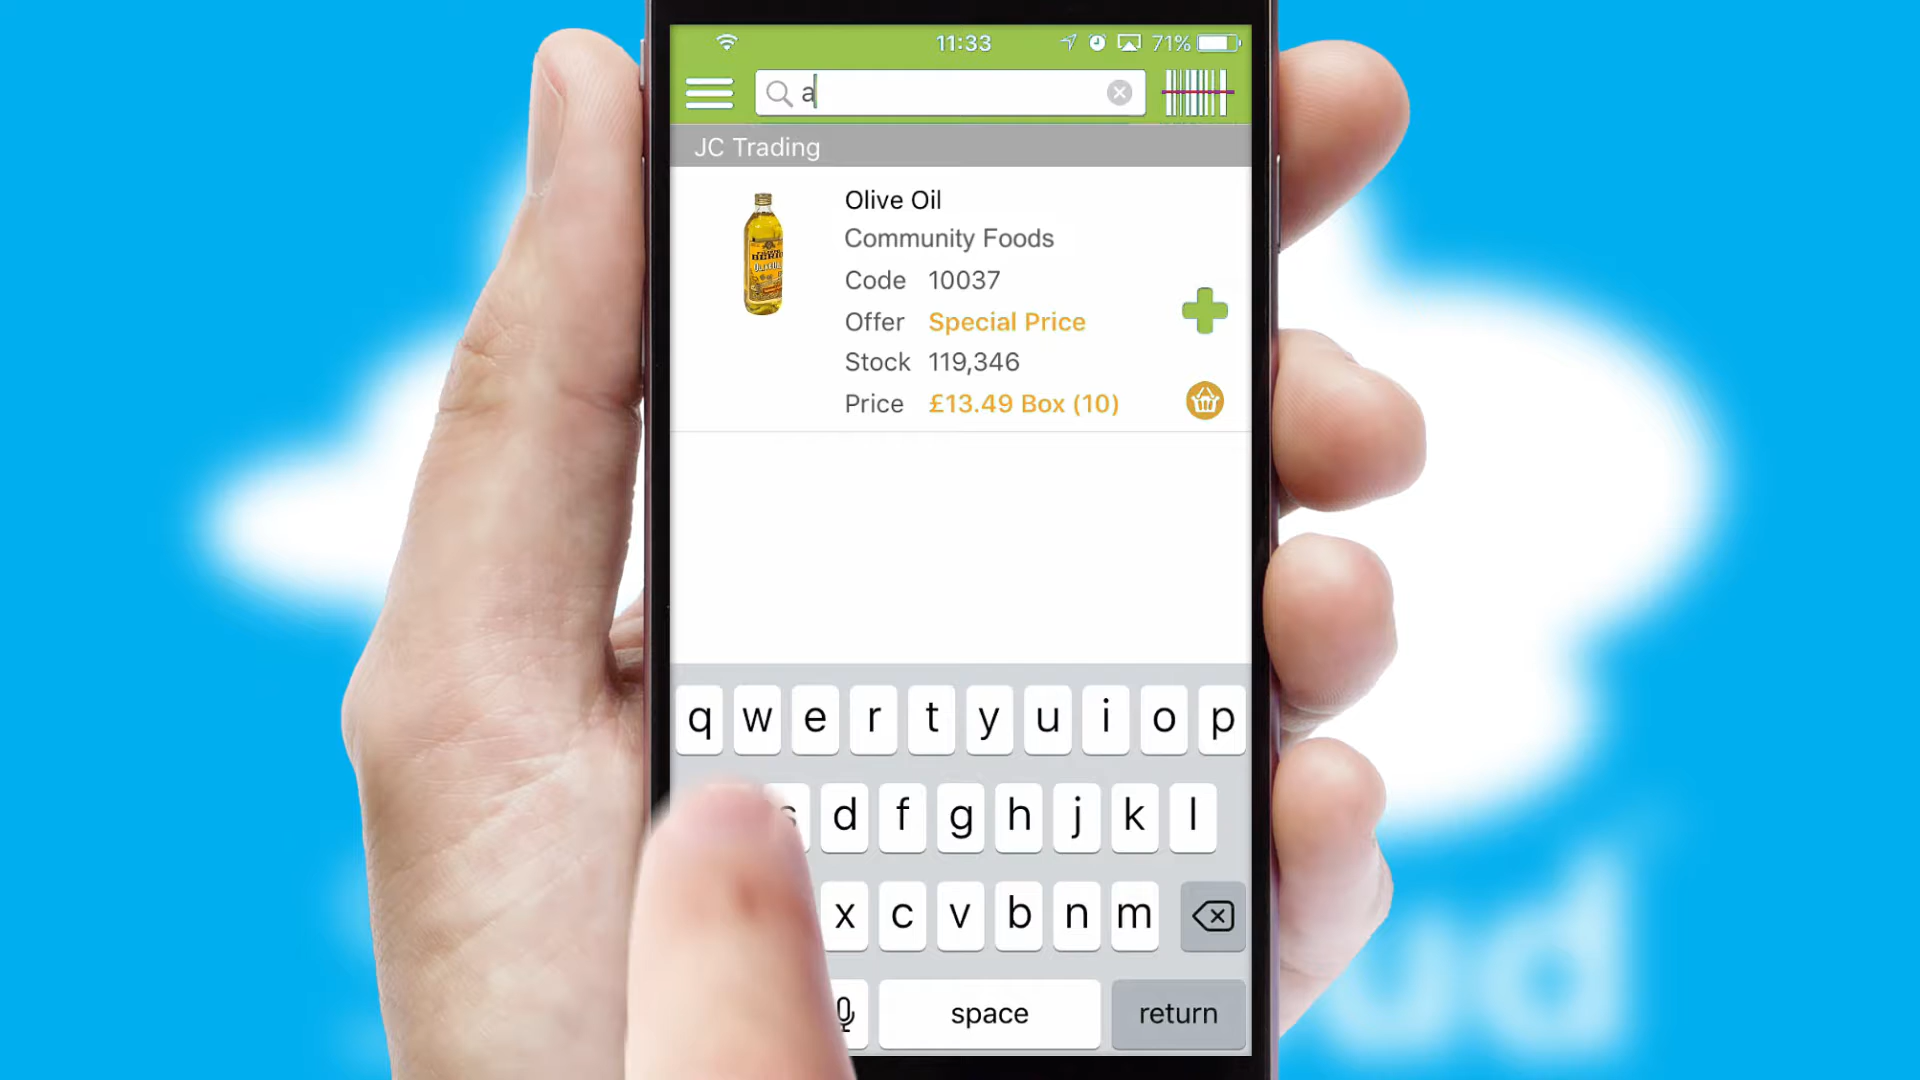 11:33
71%
a
JC Trading
Olive Oil
Community Foods
Code 10037
Offer Special Price
Stock 119,346
Price £13.49 Box (10)
q w e r t y u i o p
s d f g h j k l
x c v b n m
space return
ud